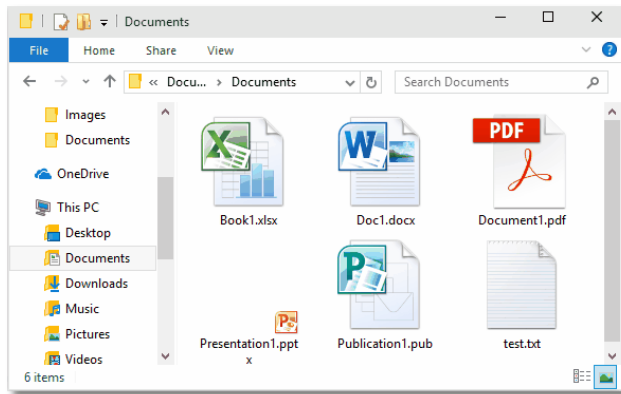 Documents
File Home Share View
« Docu... › Documents Search Documents
Images
Documents
OneDrive
This PC
Desktop
Documents
Downloads
Music
Pictures
Videos
X W PDF
Book1.xlsx Doc1.docx Document1.pdf
P P
Presentation1.ppt
x
Publication1.pub test.txt
6 items